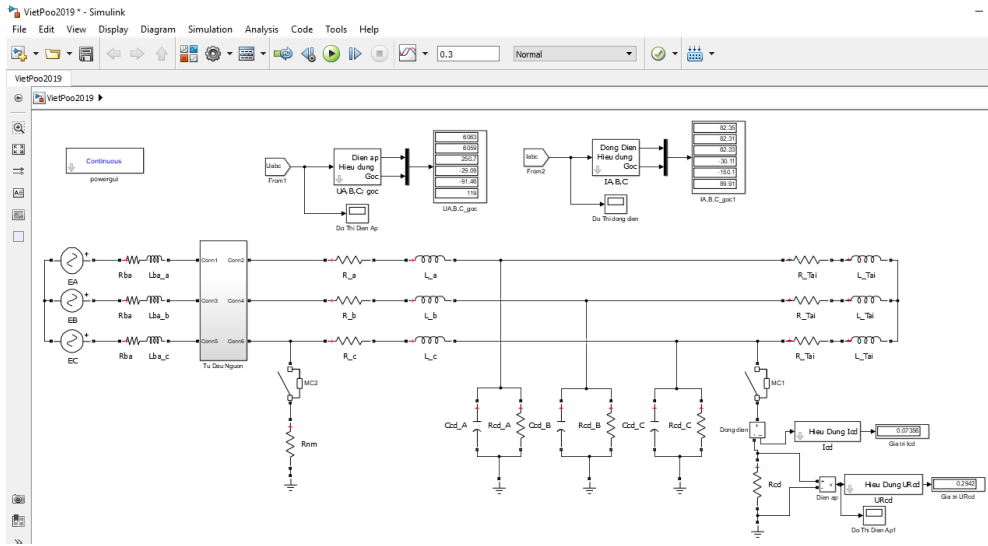 VietPoo2019 * - Simulink
File Edit View Display Diagram Simulation Analysis Code Tools Help
0.3 Normal
VietPoo2019
VietPoo2019
Continuous
powergui
Uabc
From1
Dien ap
Hieu dung
Goc
UA,B,C; goc
Do Thi Dien Ap
6063
6059
250.7
-29.09
-91.46
119
UA,B,C_goc
Iabc
From2
Dong Dien
Hieu dung
Goc
IA,B,C
Do Thi dong dien
82.35
82.31
82.33
-30.11
-150.1
89.91
IA,B,C_goc1
EA
Rba Lba_a
Conn1 Conn2
R_a L_a
R_Tai L_Tai
EB
Rba Lba_b
Conn3 Conn4
R_b L_b
R_Tai L_Tai
EC
Rba Lba_c
Conn5 Conn6
Tu Dau Nguon
R_c L_c
R_Tai L_Tai
MC2
Rnm
Ccd_A Rcd_A Ccd_B Rcd_B Ccd_C Rcd_C
MC1
Dong dien
Hieu Dung Icd
Icd
0.07386
Gia tri Icd
Rcd
Dien ap
Hieu Dung URcd
URcd
0.2942
Gia tri URcd
Do Thi Dien Ap1